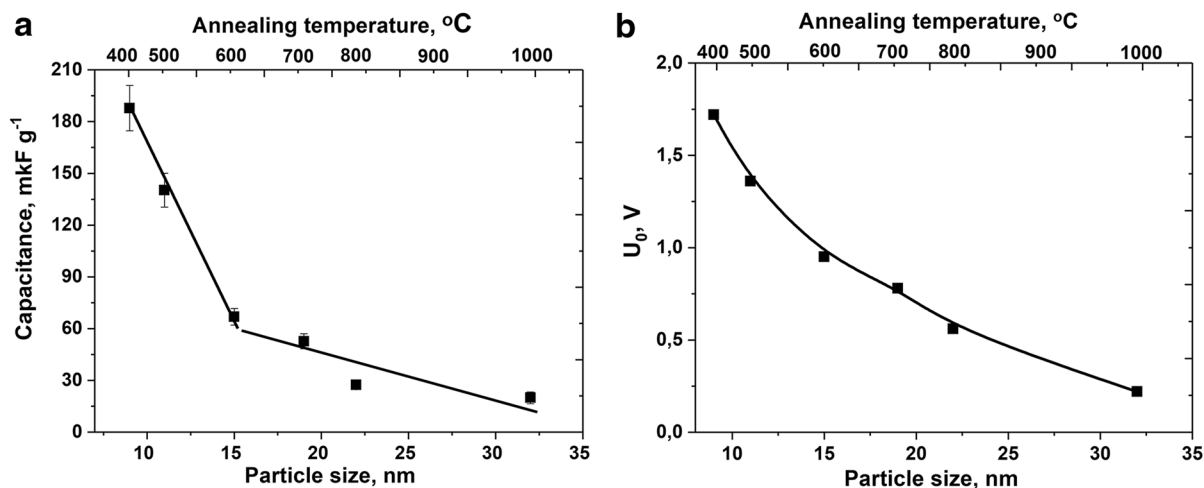 a
Annealing temperature, °C
400 500 600 700 800 900 1000
210
180
150
120
90
60
30
0
Capacitance, mkF g⁻¹
10 15 20 25 30 35
Particle size, nm
b
Annealing temperature, °C
400 500 600 700 800 900 1000
2,0
1,5
1,0
0,5
0,0
U₀, V
10 15 20 25 30 35
Particle size, nm